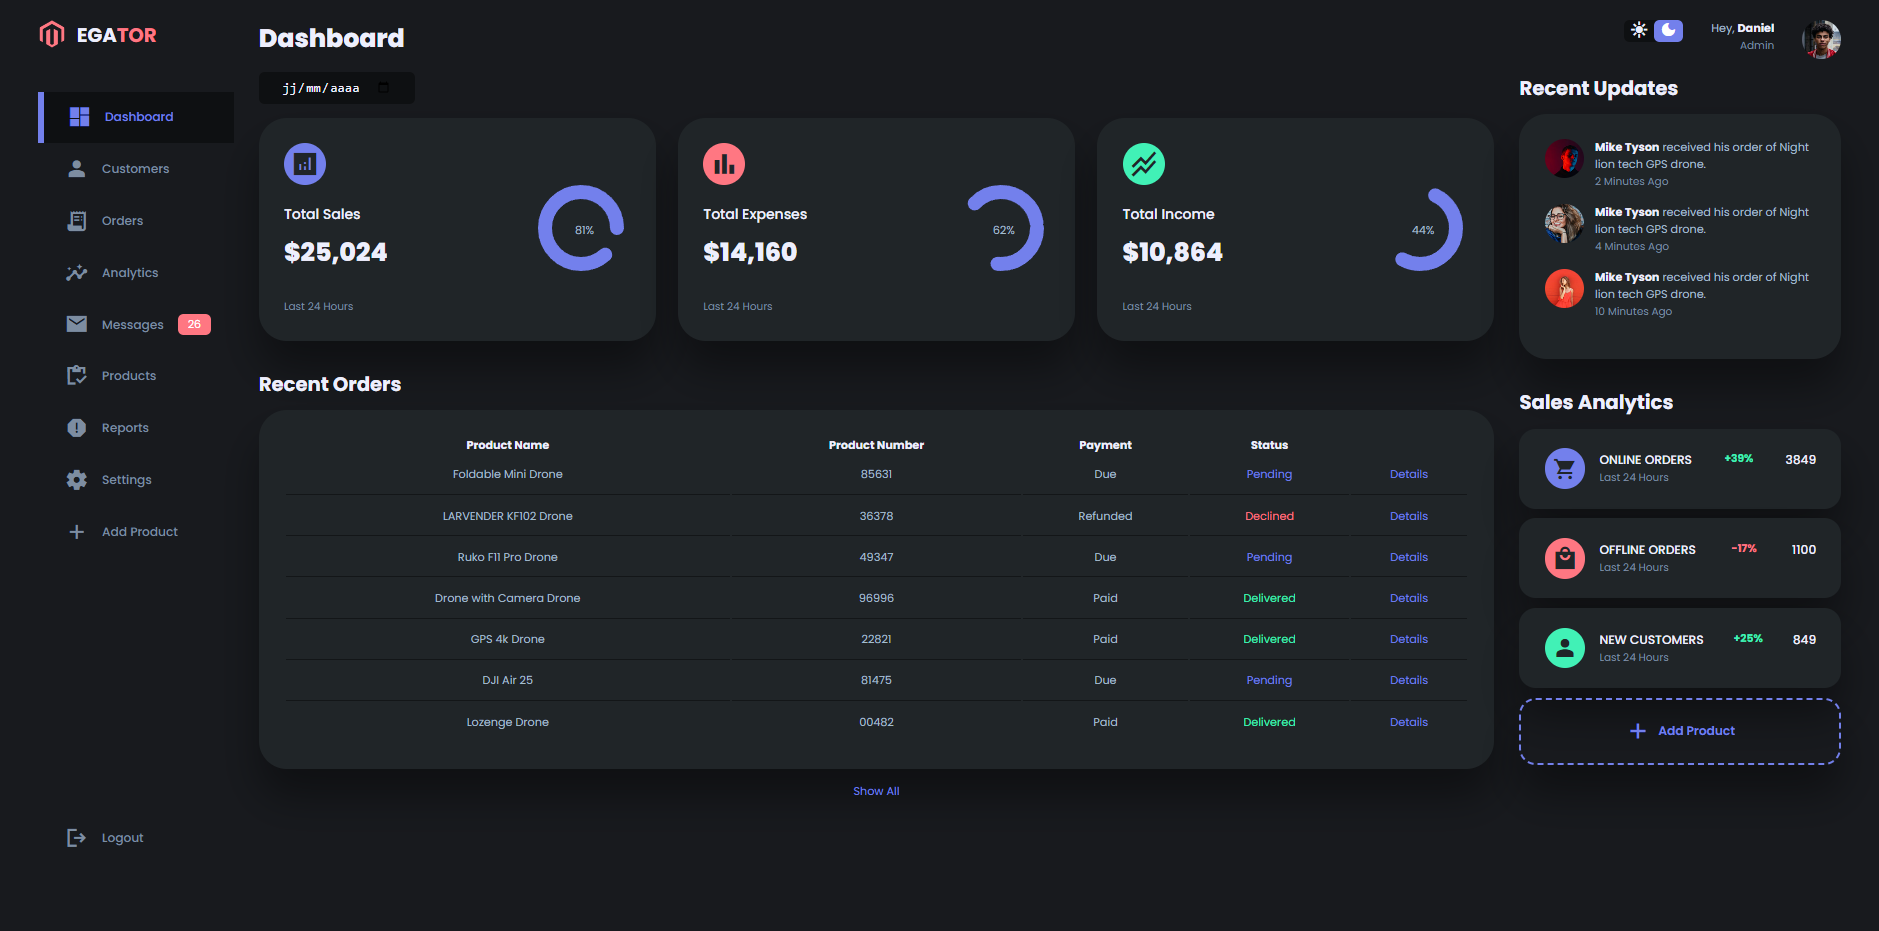 EGATOR
Dashboard
Customers
Orders
Analytics
Messages 26
Products
Reports
Settings
Add Product
Logout
Dashboard
jj/mm/aaaa
Total Sales
$25,024
81%
Last 24 Hours
Total Expenses
$14,160
62%
Last 24 Hours
Total Income
$10,864
44%
Last 24 Hours
Recent Orders
Product Name Product Number Payment Status
Foldable Mini Drone 85631 Due Pending Details
LARVENDER KF102 Drone 36378 Refunded Declined Details
Ruko F11 Pro Drone 49347 Due Pending Details
Drone with Camera Drone 96996 Paid Delivered Details
GPS 4k Drone 22821 Paid Delivered Details
DJI Air 25 81475 Due Pending Details
Lozenge Drone 00482 Paid Delivered Details
Show All
Hey, Daniel
Admin
Recent Updates
Mike Tyson received his order of Night
lion tech GPS drone.
2 Minutes Ago
Mike Tyson received his order of Night
lion tech GPS drone.
4 Minutes Ago
Mike Tyson received his order of Night
lion tech GPS drone.
10 Minutes Ago
Sales Analytics
ONLINE ORDERS +39% 3849
Last 24 Hours
OFFLINE ORDERS -17% 1100
Last 24 Hours
NEW CUSTOMERS +25% 849
Last 24 Hours
Add Product